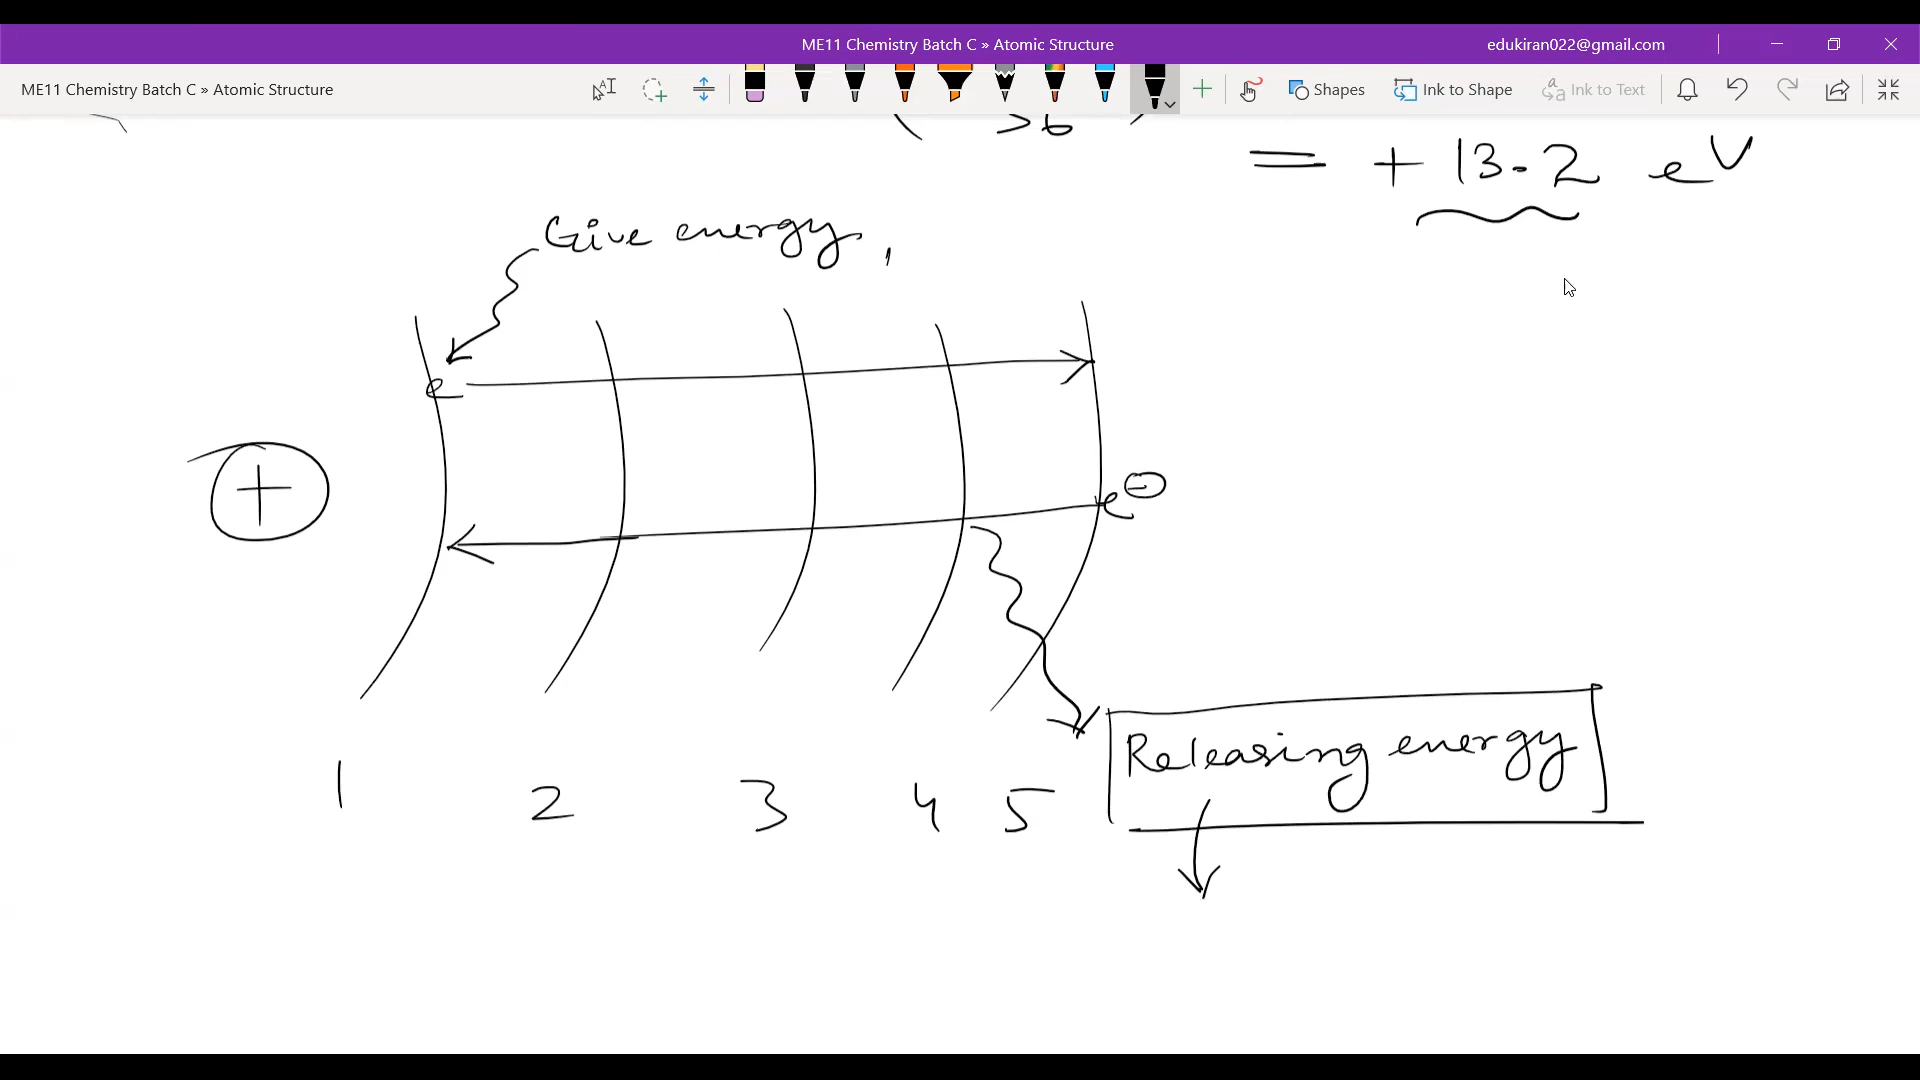 ME11 Chemistry Batch C » Atomic Structure
edukiran022@gmail.com
ME11 Chemistry Batch C » Atomic Structure
Shapes
Ink to Shape
Ink to Text
36
= + 13.2 eV
Give energy,
e
+
e⊖
Releasing energy
1 2 3 4 5